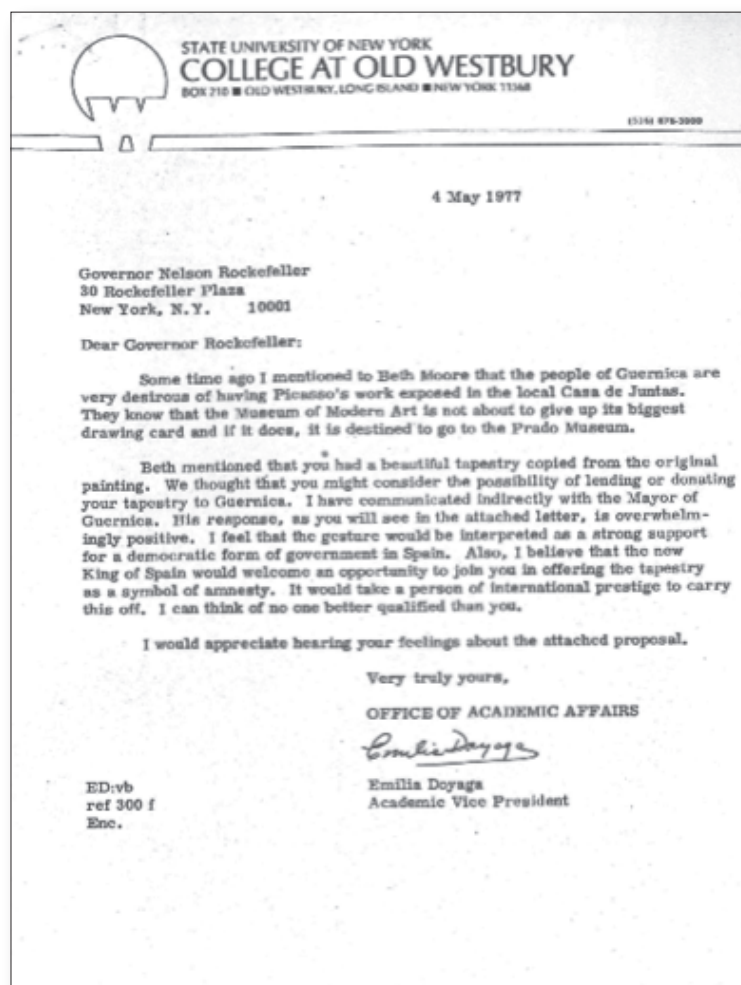 STATE UNIVERSITY OF NEW YORK
COLLEGE AT OLD WESTBURY
BOX 210 ■ OLD WESTBURY, LONG ISLAND ■ NEW YORK 11568
(516) 876-3000
4 May 1977
Governor Nelson Rockefeller
30 Rockefeller Plaza
New York, N.Y. 10001
Dear Governor Rockefeller:
Some time ago I mentioned to Beth Moore that the people of Guernica are
very desirous of having Picasso's work exposed in the local Casa de Juntas.
They know that the Museum of Modern Art is not about to give up its biggest
drawing card and if it does, it is destined to go to the Prado Museum.
Beth mentioned that you had a beautiful tapestry copied from the original
painting. We thought that you might consider the possibility of lending or donating
your tapestry to Guernica. I have communicated indirectly with the Mayor of
Guernica. His response, as you will see in the attached letter, is overwhelm-
ingly positive. I feel that the gesture would be interpreted as a strong support
for a democratic form of government in Spain. Also, I believe that the new
King of Spain would welcome an opportunity to join you in offering the tapestry
as a symbol of amnesty. It would take a person of international prestige to carry
this off. I can think of no one better qualified than you.
I would appreciate hearing your feelings about the attached proposal.
Very truly yours,
OFFICE OF ACADEMIC AFFAIRS
Emilia Doyaga
Emilia Doyaga
Academic Vice President
ED:vb
ref 300 f
Enc.